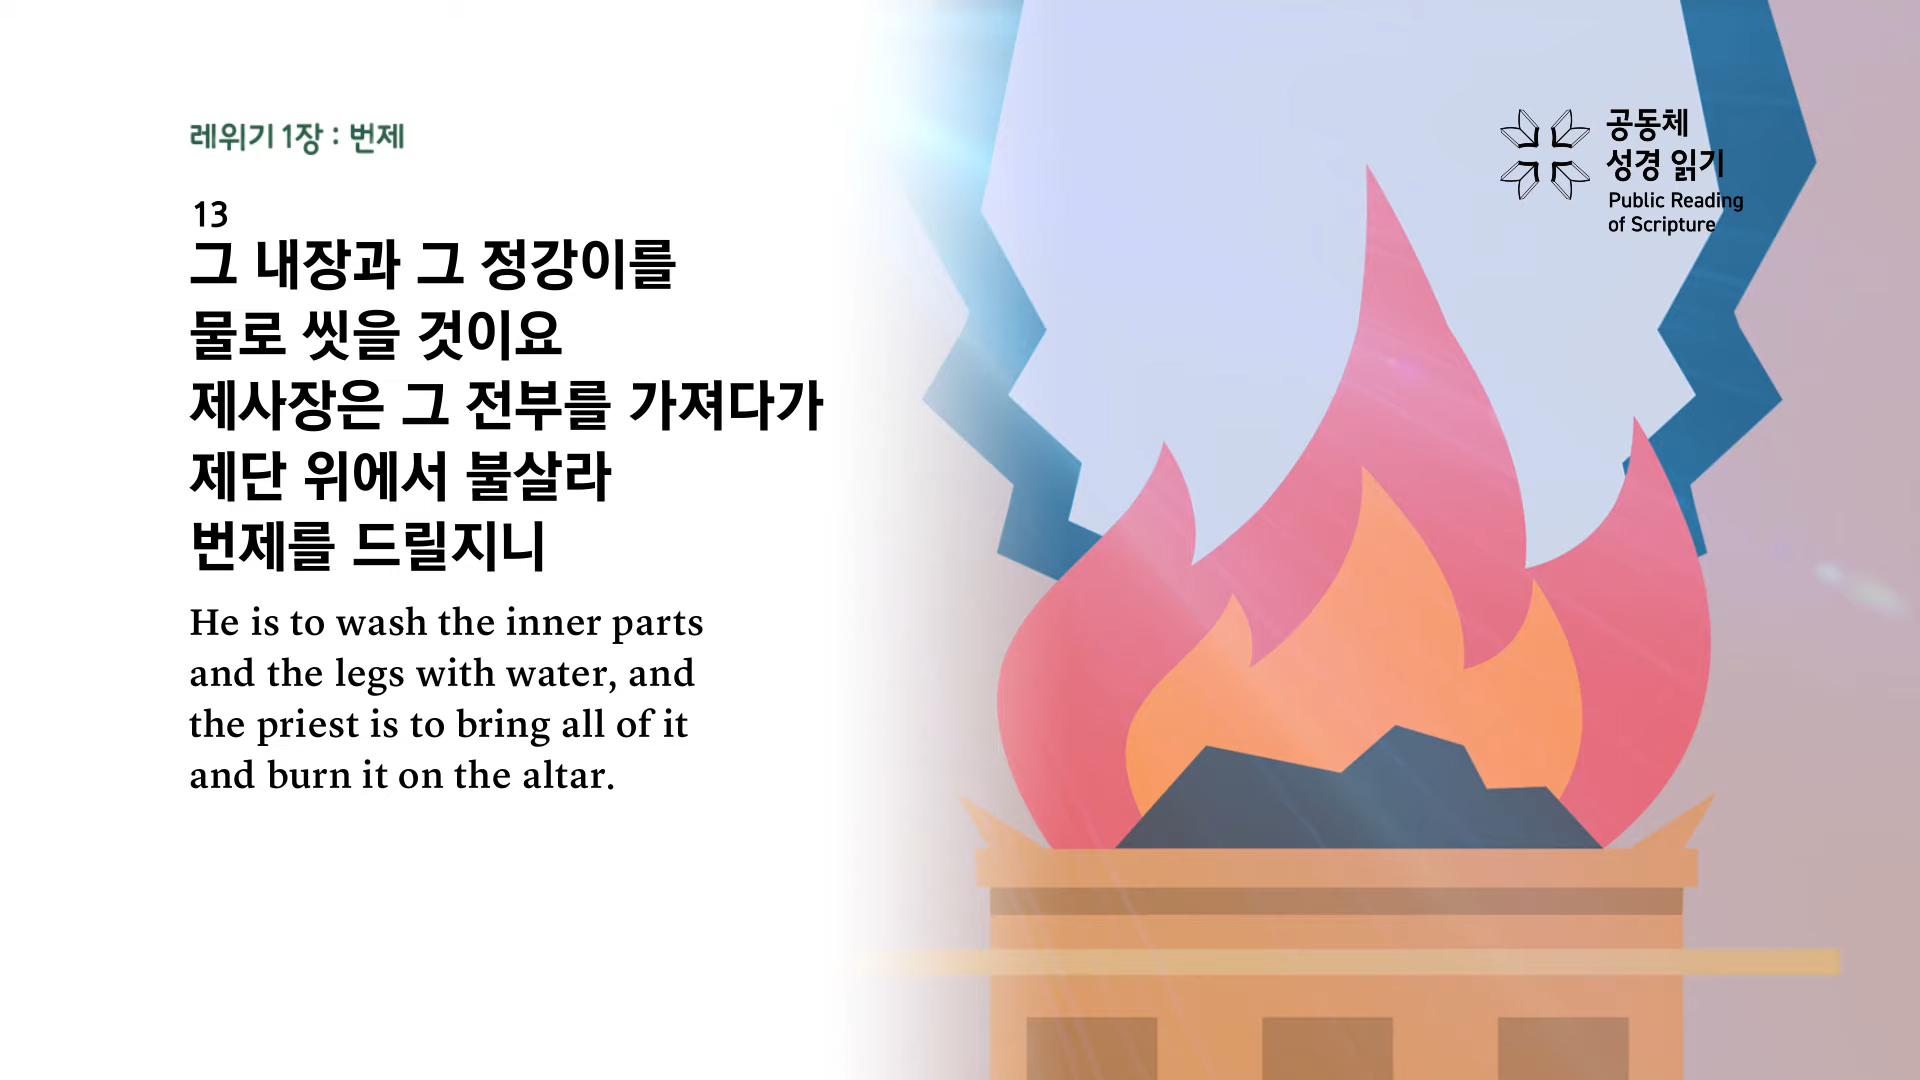 레위기 1장 : 번제
13
그 내장과 그 정강이를
물로 씻을 것이요
제사장은 그 전부를 가져다가
제단 위에서 불살라
번제를 드릴지니
He is to wash the inner parts
and the legs with water, and
the priest is to bring all of it
and burn it on the altar.
공동체
성경 읽기
Public Reading
of Scripture